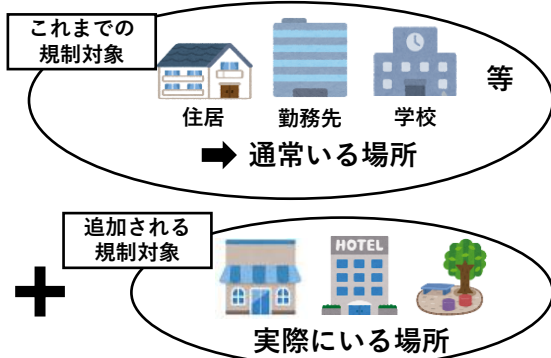 これまでの
規制対象
等
住居
勤務先
学校
➡ 通常いる場所
追加される
規制対象
+
HOTEL
実際にいる場所